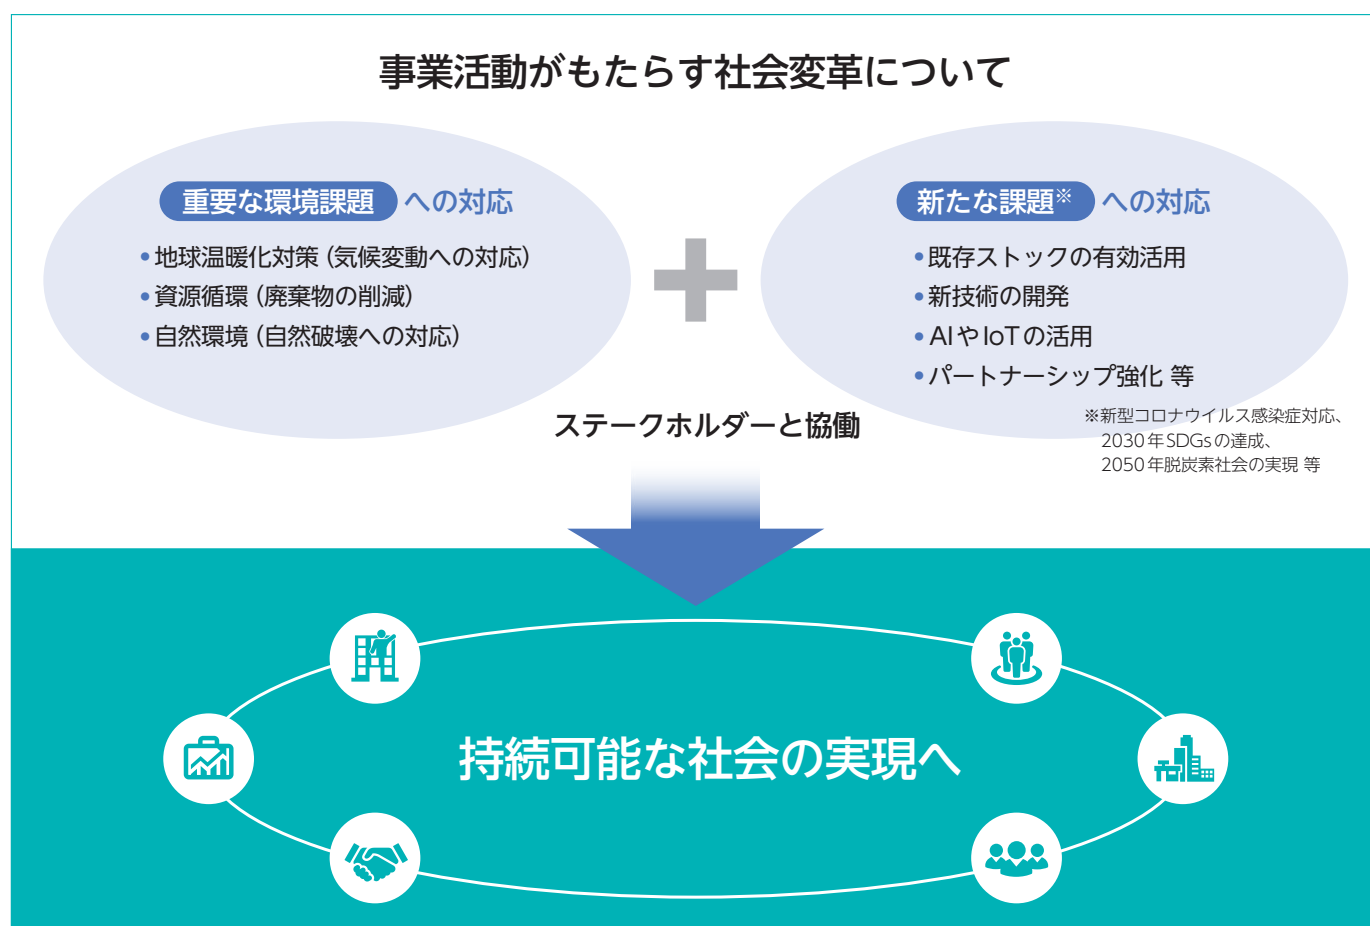 事業活動がもたらす社会変革について
重要な環境課題 への対応
•地球温暖化対策（気候変動への対応）
•資源循環（廃棄物の削減）
•自然環境（自然破壊への対応）
新たな課題※ への対応
•既存ストックの有効活用
•新技術の開発
•AIやIoTの活用
•パートナーシップ強化 等
※新型コロナウイルス感染症対応、
2030年SDGsの達成、
2050年脱炭素社会の実現 等
ステークホルダーと協働
持続可能な社会の実現へ